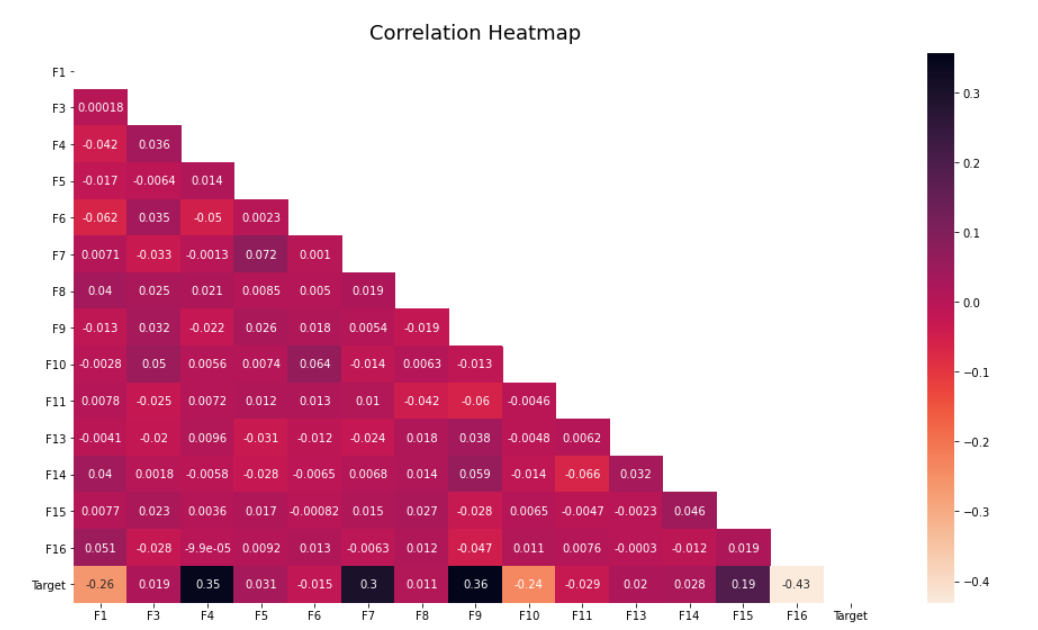 Correlation Heatmap
F1
F3 0.00018
F4 -0.042 0.036
F5 -0.017 -0.0064 0.014
F6 -0.062 0.035 -0.05 0.0023
F7 0.0071 -0.033 -0.0013 0.072 0.001
F8 0.04 0.025 0.021 0.0085 0.005 0.019
F9 -0.013 0.032 -0.022 0.026 0.018 0.0054 -0.019
F10 -0.0028 0.05 0.0056 0.0074 0.064 -0.014 0.0063 -0.013
F11 0.0078 -0.025 0.0072 0.012 0.013 0.01 -0.042 -0.06 -0.0046
F13 -0.0041 -0.02 0.0096 -0.031 -0.012 -0.024 0.018 0.038 -0.0048 0.0062
F14 0.04 0.0018 -0.0058 -0.028 -0.0065 0.0068 0.014 0.059 -0.014 -0.066 0.032
F15 0.0077 0.023 0.0036 0.017 -0.00082 0.015 0.027 -0.028 0.0065 -0.0047 -0.0023 0.046
F16 0.051 -0.028 -9.9e-05 0.0092 0.013 -0.0063 0.012 -0.047 0.011 0.0076 -0.0003 -0.012 0.019
Target -0.26 0.019 0.35 0.031 -0.015 0.3 0.011 0.36 -0.24 -0.029 0.02 0.028 0.19 -0.43
F1 F3 F4 F5 F6 F7 F8 F9 F10 F11 F13 F14 F15 F16 Target
0.3
0.2
0.1
0.0
−0.1
−0.2
−0.3
−0.4